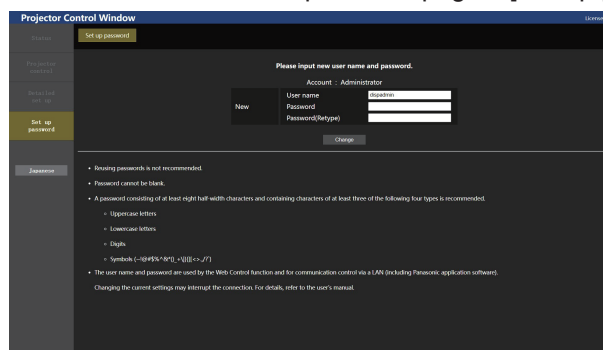 Projector Control Window
License
Status
Set up password
Projector
control
Please input new user name and password.
Account : Administrator
Detailed
set up
New
User name
dispadmin
Password
Password(Retype)
Set up
password
Change
Japanese
• Reusing passwords is not recommended.
• Password cannot be blank.
• A password consisting of at least eight half-width characters and containing characters of at least three of the following four types is recommended.
◦ Uppercase letters
◦ Lowercase letters
◦ Digits
◦ Symbols
• The user name and password are used by the Web Control function and for communication control via a LAN (including Panasonic application software).
Changing the current settings may interrupt the connection. For details, refer to the user's manual.